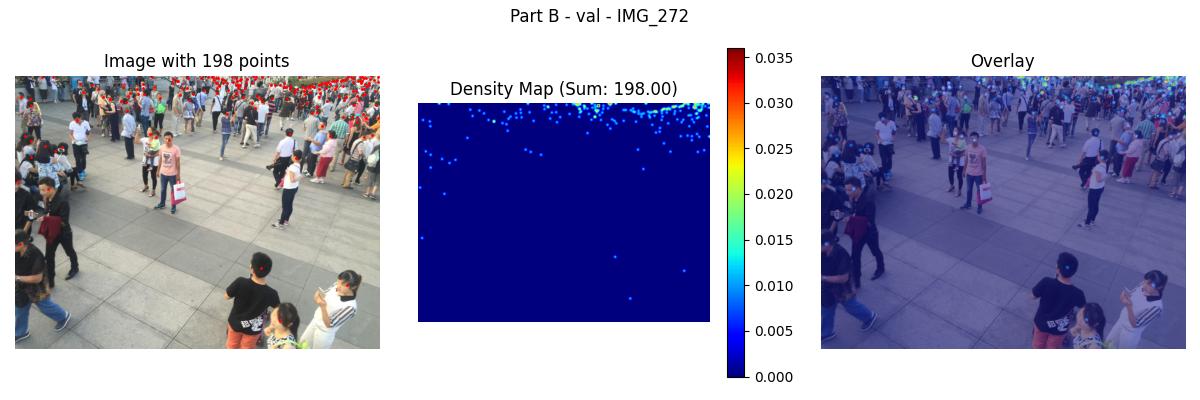 Part B - val - IMG_272
Image with 198 points
Density Map (Sum: 198.00)
0.035
0.030
0.025
0.020
0.015
0.010
0.005
0.000
Overlay